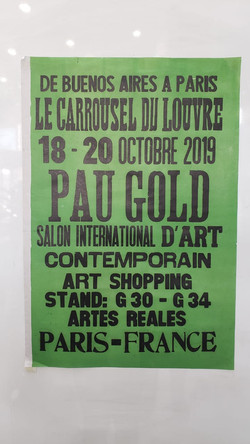 DE BUENOS AIRES A PARIS
LE CARROUSEL DU LOUVRE
18 - 20 OCTOBRE 2019
PAU GOLD
SALON INTERNATIONAL D'ART
CONTEMPORAIN
ART SHOPPING
STAND: G 30 - G 34
ARTES REALES
PARIS=FRANCE